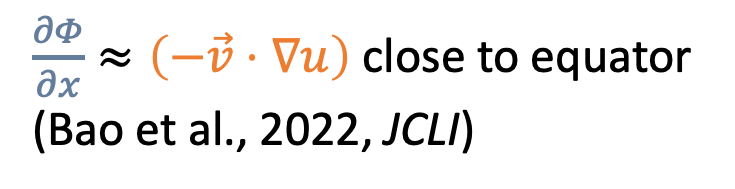 ∂Φ/∂x ≈ (−v⃗ · ∇u) close to equator
(Bao et al., 2022, JCLI)